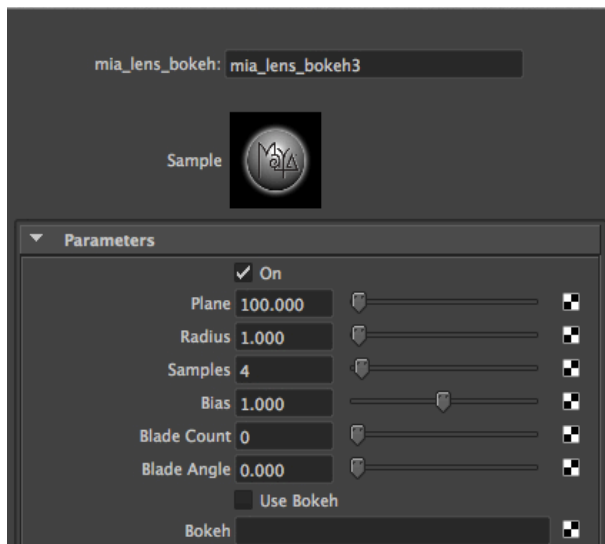 mia_lens_bokeh: mia_lens_bokeh3
Sample
MAYA
Parameters
On
Plane 100.000
Radius 1.000
Samples 4
Bias 1.000
Blade Count 0
Blade Angle 0.000
Use Bokeh
Bokeh